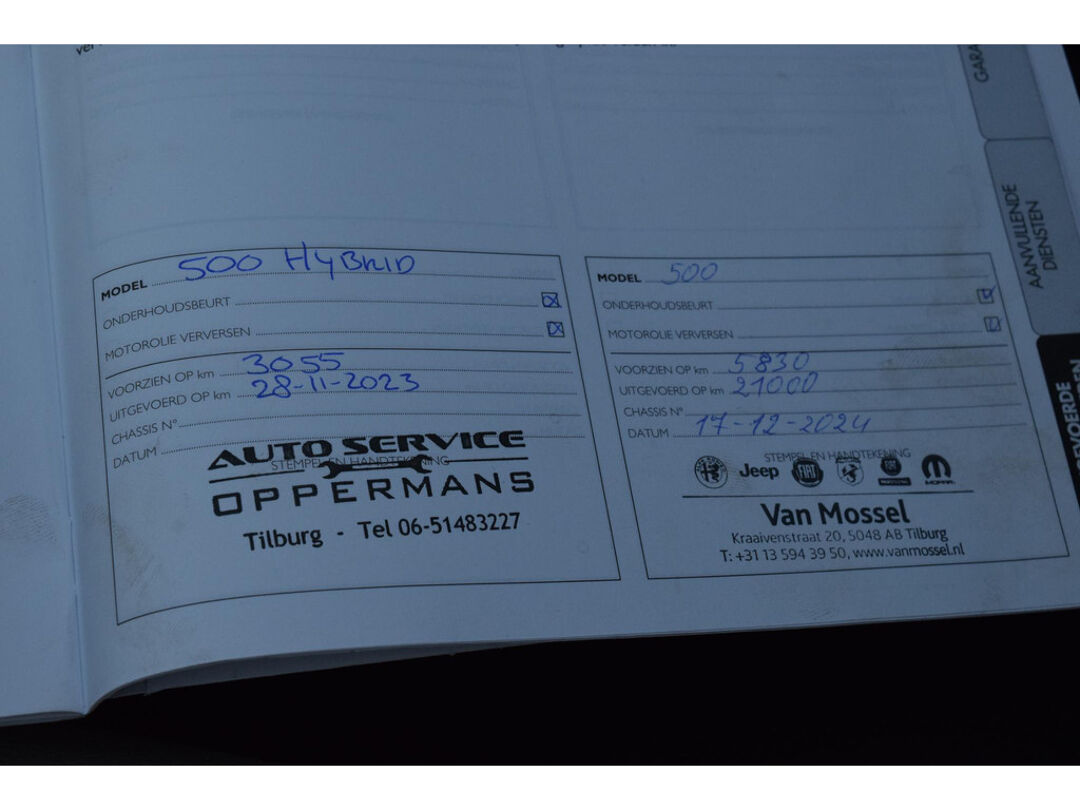 MODEL 500 HYBRID
ONDERHOUDSBEURT
MOTOROLIE VERVERSEN
VOORZIEN OP km 3055
UITGEVOERD OP km 28-11-2023
CHASSIS N°
DATUM
STEMPEL EN HANDTEKENING
AUTO SERVICE
OPPERMANS
Tilburg - Tel 06-51483227
MODEL 500
ONDERHOUDSBEURT
MOTOROLIE VERVERSEN
VOORZIEN OP km 5830
UITGEVOERD OP km 21000
CHASSIS N°
DATUM 17-12-2024
STEMPEL EN HANDTEKENING
Jeep FIAT mopar
Van Mossel
Kraaivenstraat 20, 5048 AB Tilburg
T: +31 13 594 39 50, www.vanmossel.nl
GARA
AANVULLENDE
DIENSTEN